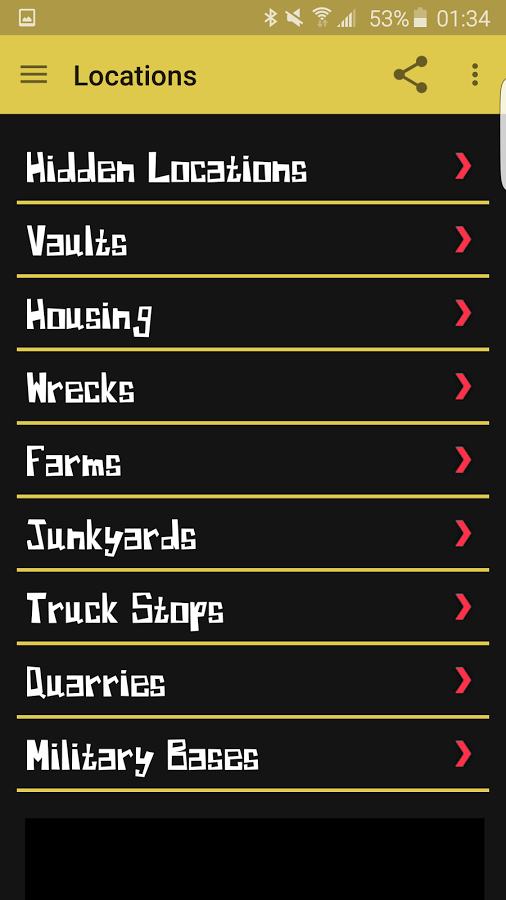 53% 01:34
Locations
Hidden Locations
Vaults
Housing
Wrecks
Farms
Junkyards
Truck Stops
Quarries
Military Bases